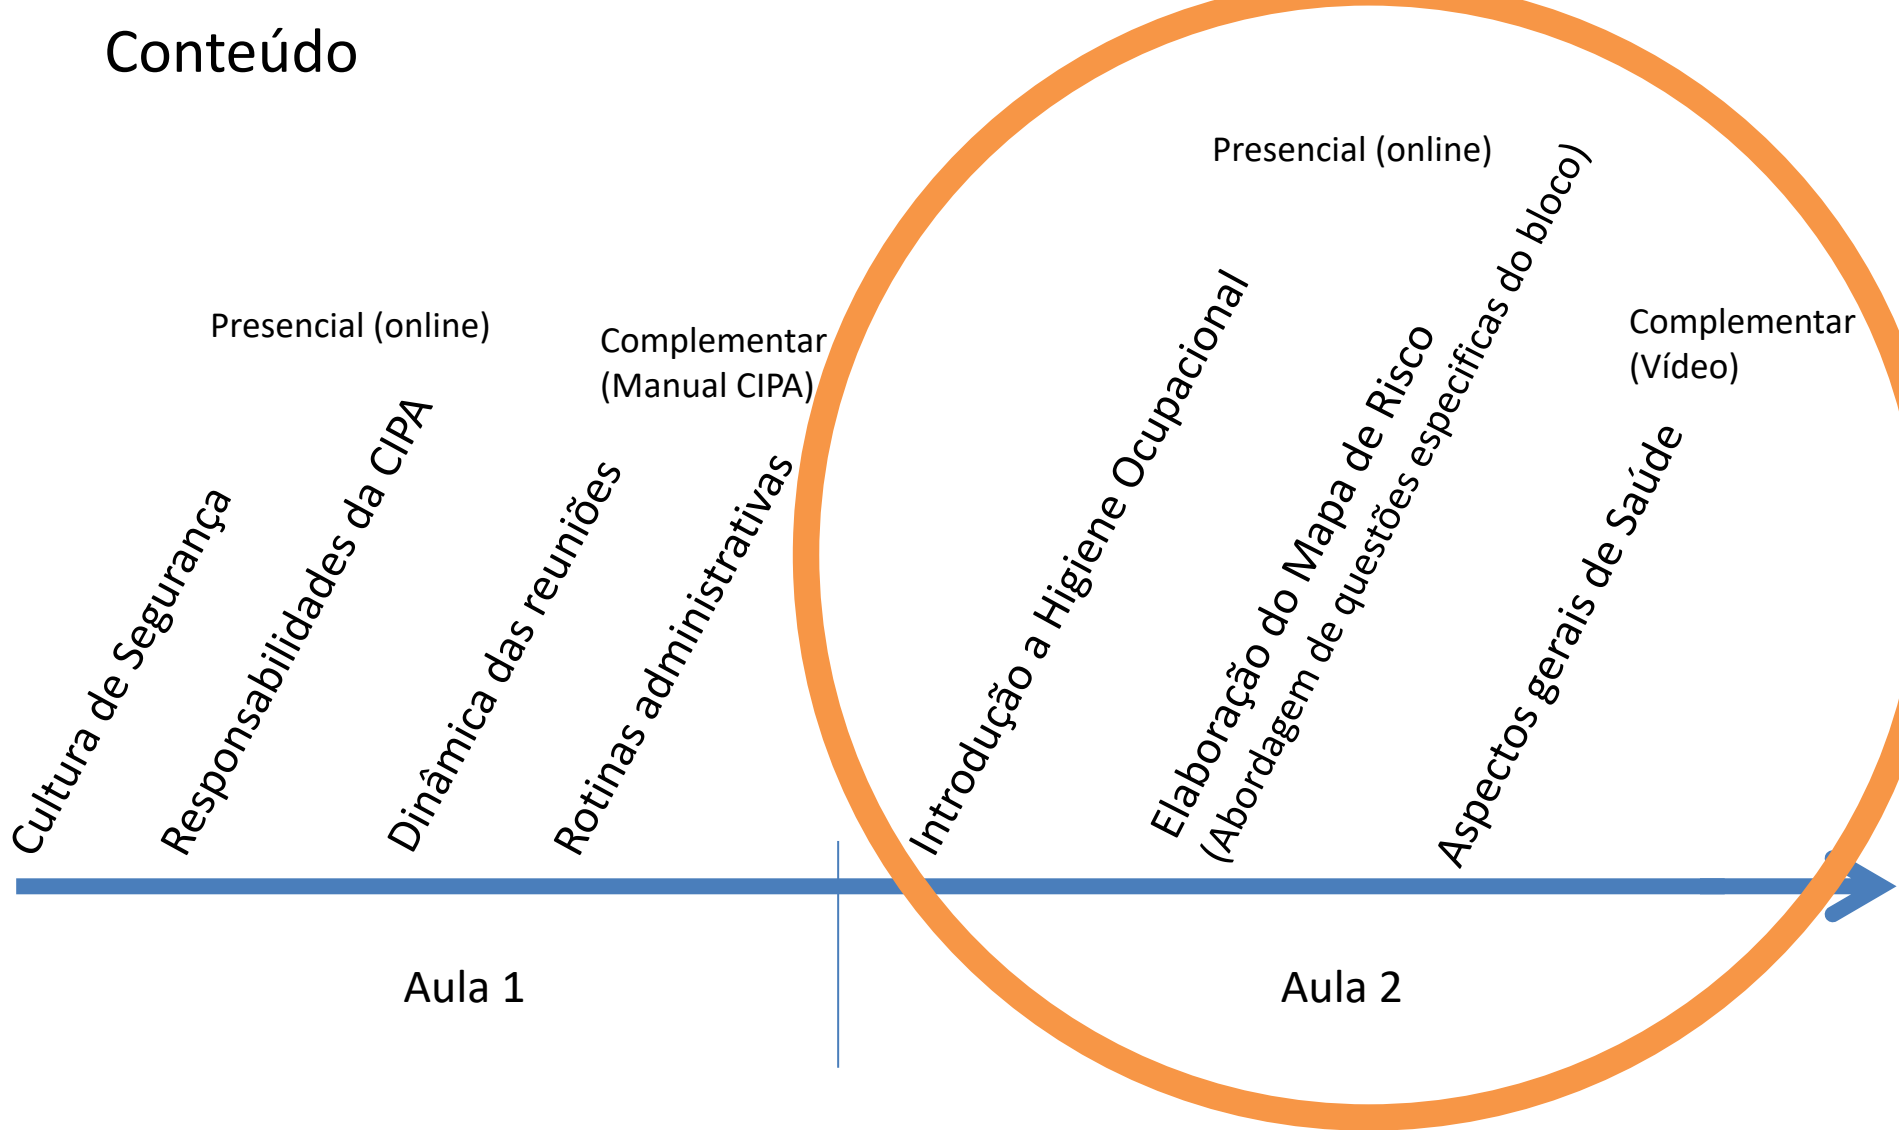 Conteúdo
Presencial (online)
Complementar
(Manual CIPA)
Cultura de Segurança
Responsabilidades da CIPA
Dinâmica das reuniões
Rotinas administrativas
Presencial (online)
Complementar
(Vídeo)
Introdução a Higiene Ocupacional
Elaboração do Mapa de Risco
(Abordagem de questões especificas do bloco)
Aspectos gerais de Saúde
Aula 1
Aula 2